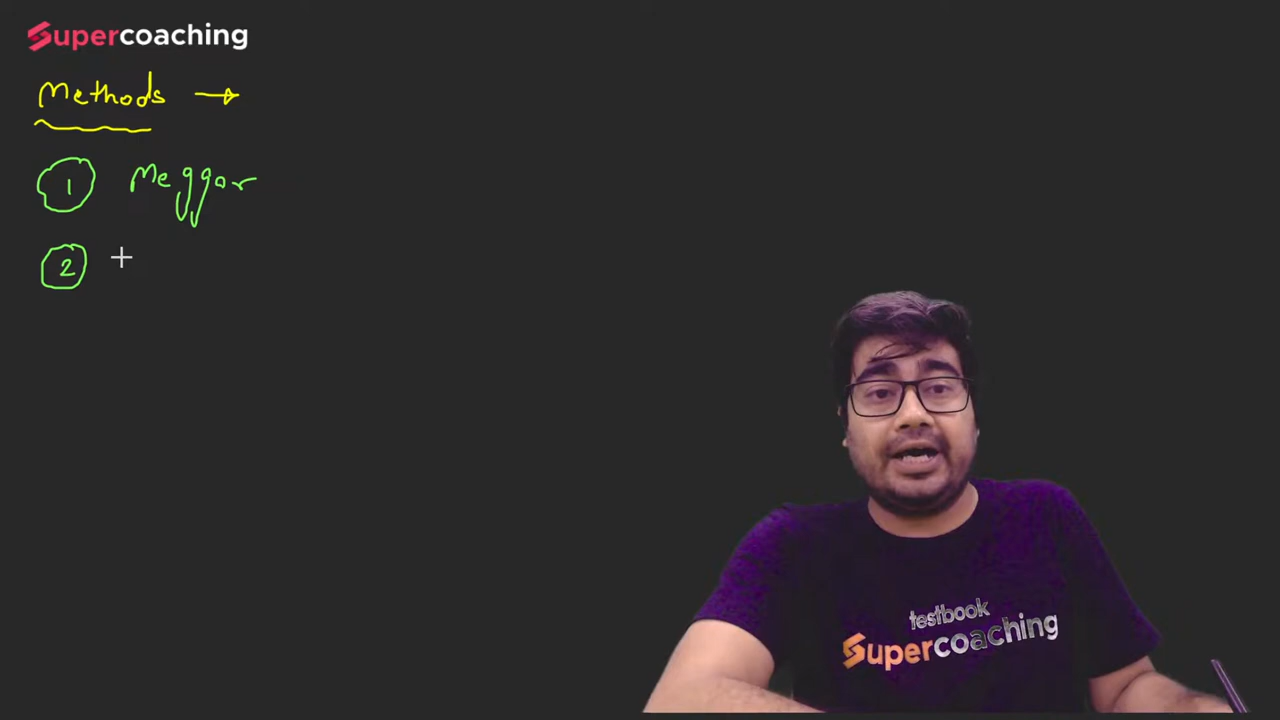 Supercoaching
Methods →
1 Meggar
2
testbook
Supercoaching